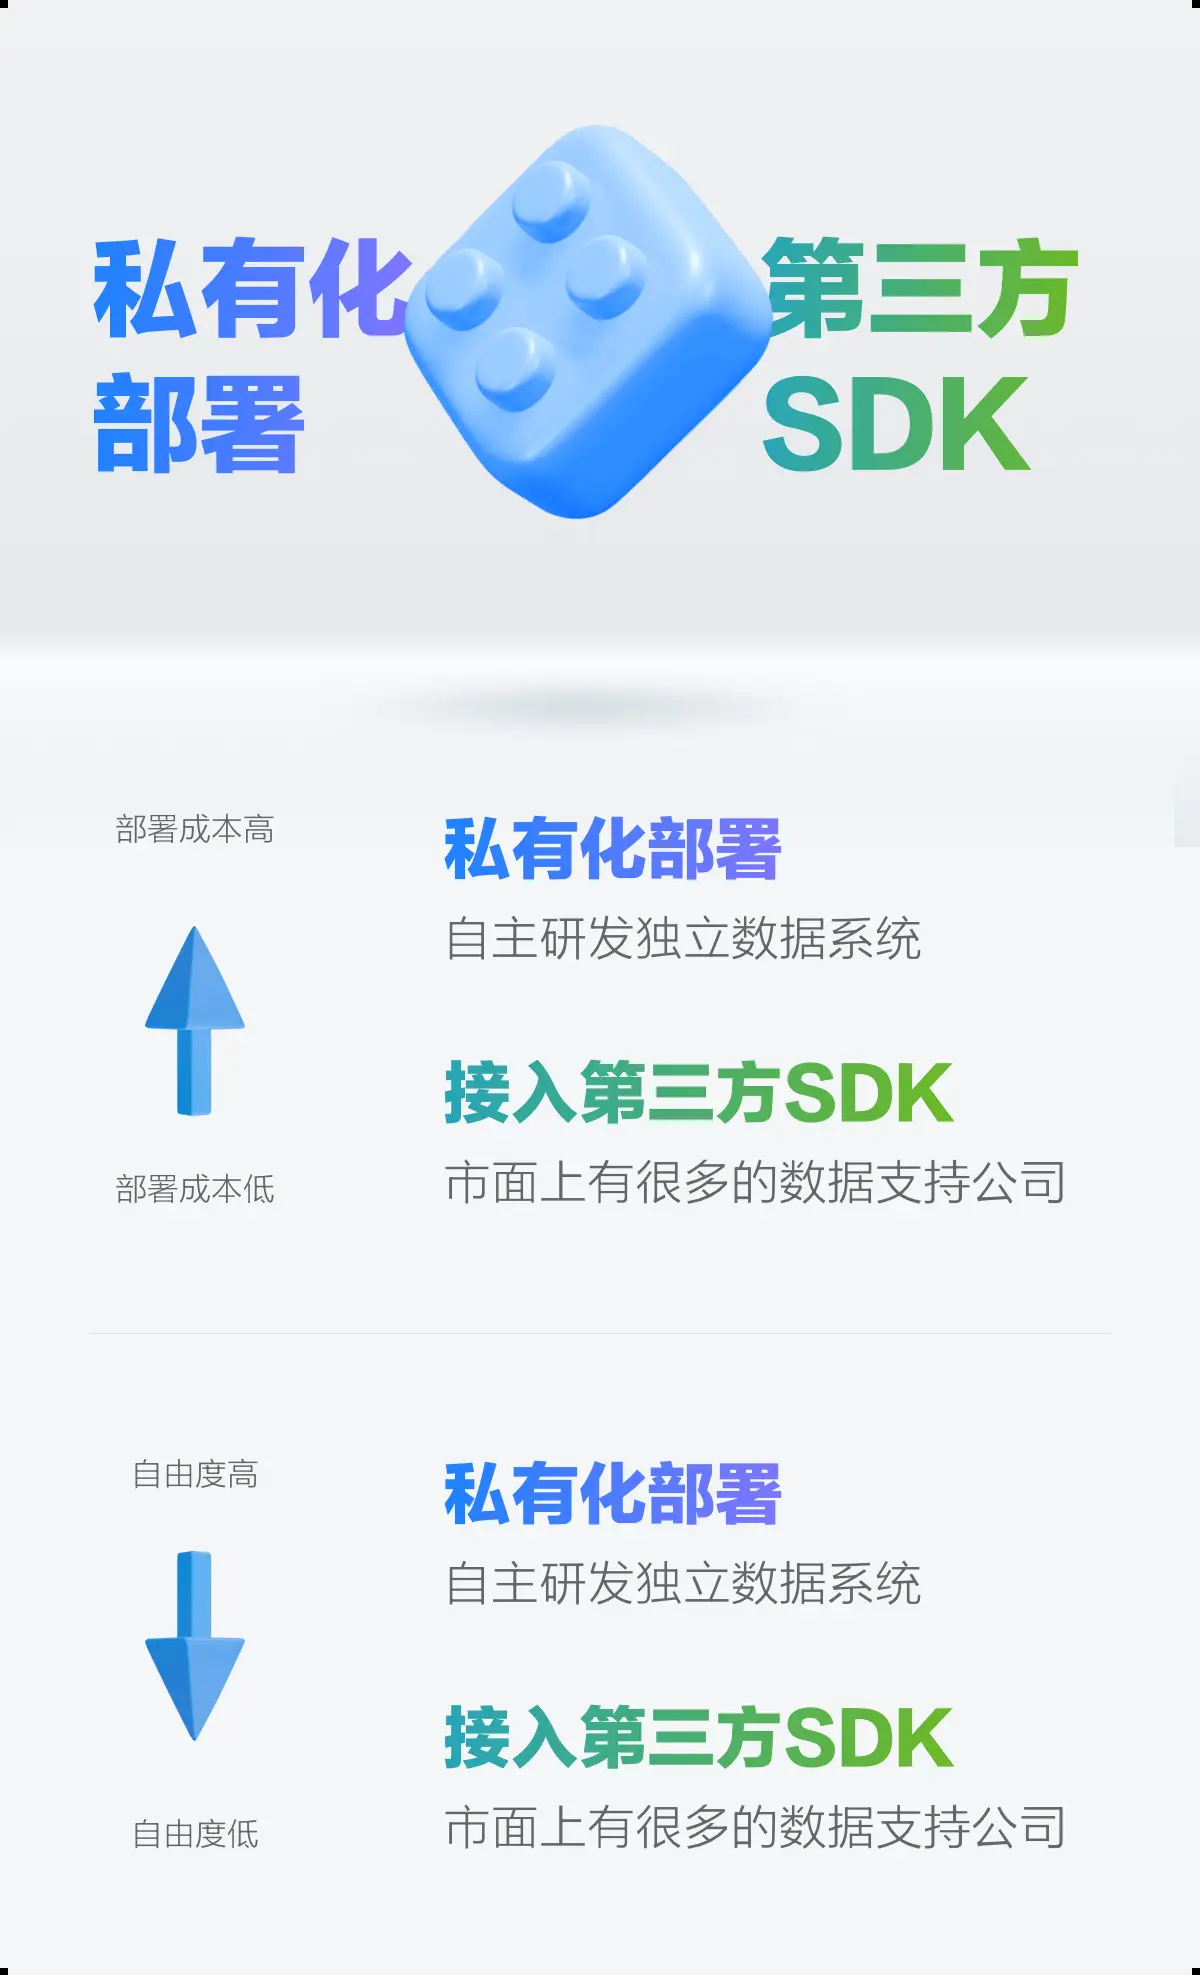 私有化
部署
第三方
SDK
部署成本高
私有化部署
自主研发独立数据系统
接入第三方SDK
部署成本低
市面上有很多的数据支持公司
自由度高
私有化部署
自主研发独立数据系统
接入第三方SDK
自由度低
市面上有很多的数据支持公司